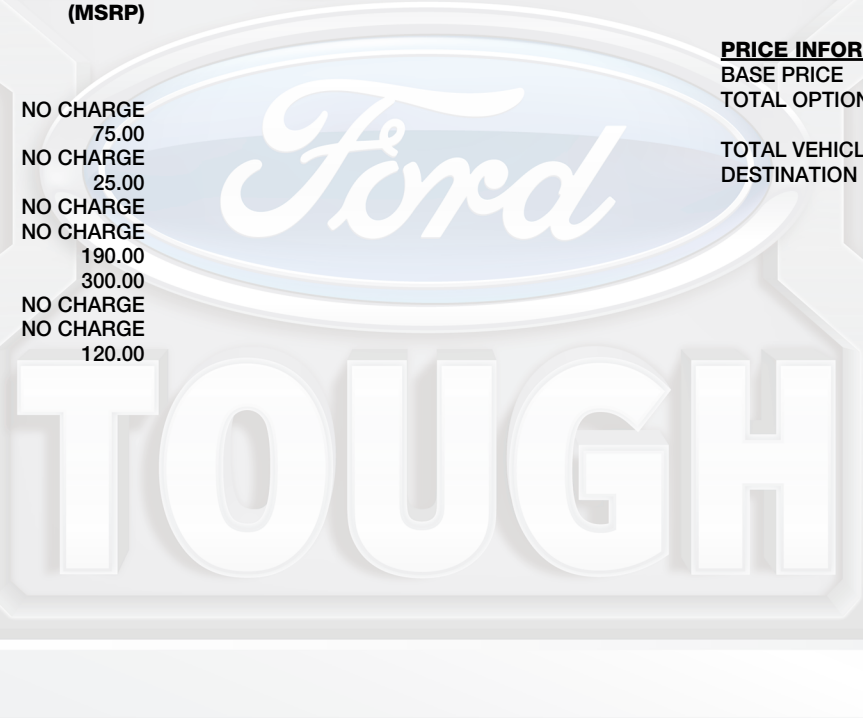 (MSRP)
NO CHARGE
75.00
NO CHARGE
25.00
NO CHARGE
NO CHARGE
190.00
300.00
NO CHARGE
NO CHARGE
120.00
PRICE INFOR
BASE PRICE
TOTAL OPTION
TOTAL VEHICL
DESTINATION
Ford
TOUGH